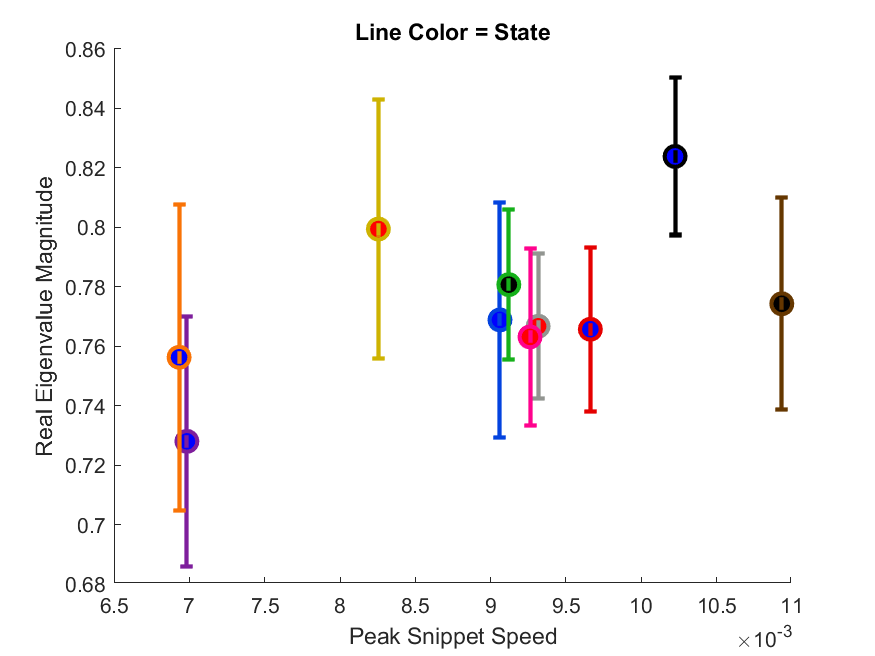 Line Color = State
Real Eigenvalue Magnitude
0.86
0.84
0.82
0.8
0.78
0.76
0.74
0.72
0.7
0.68
6.5 7 7.5 8 8.5 9 9.5 10 10.5 11
Peak Snippet Speed
×10⁻³